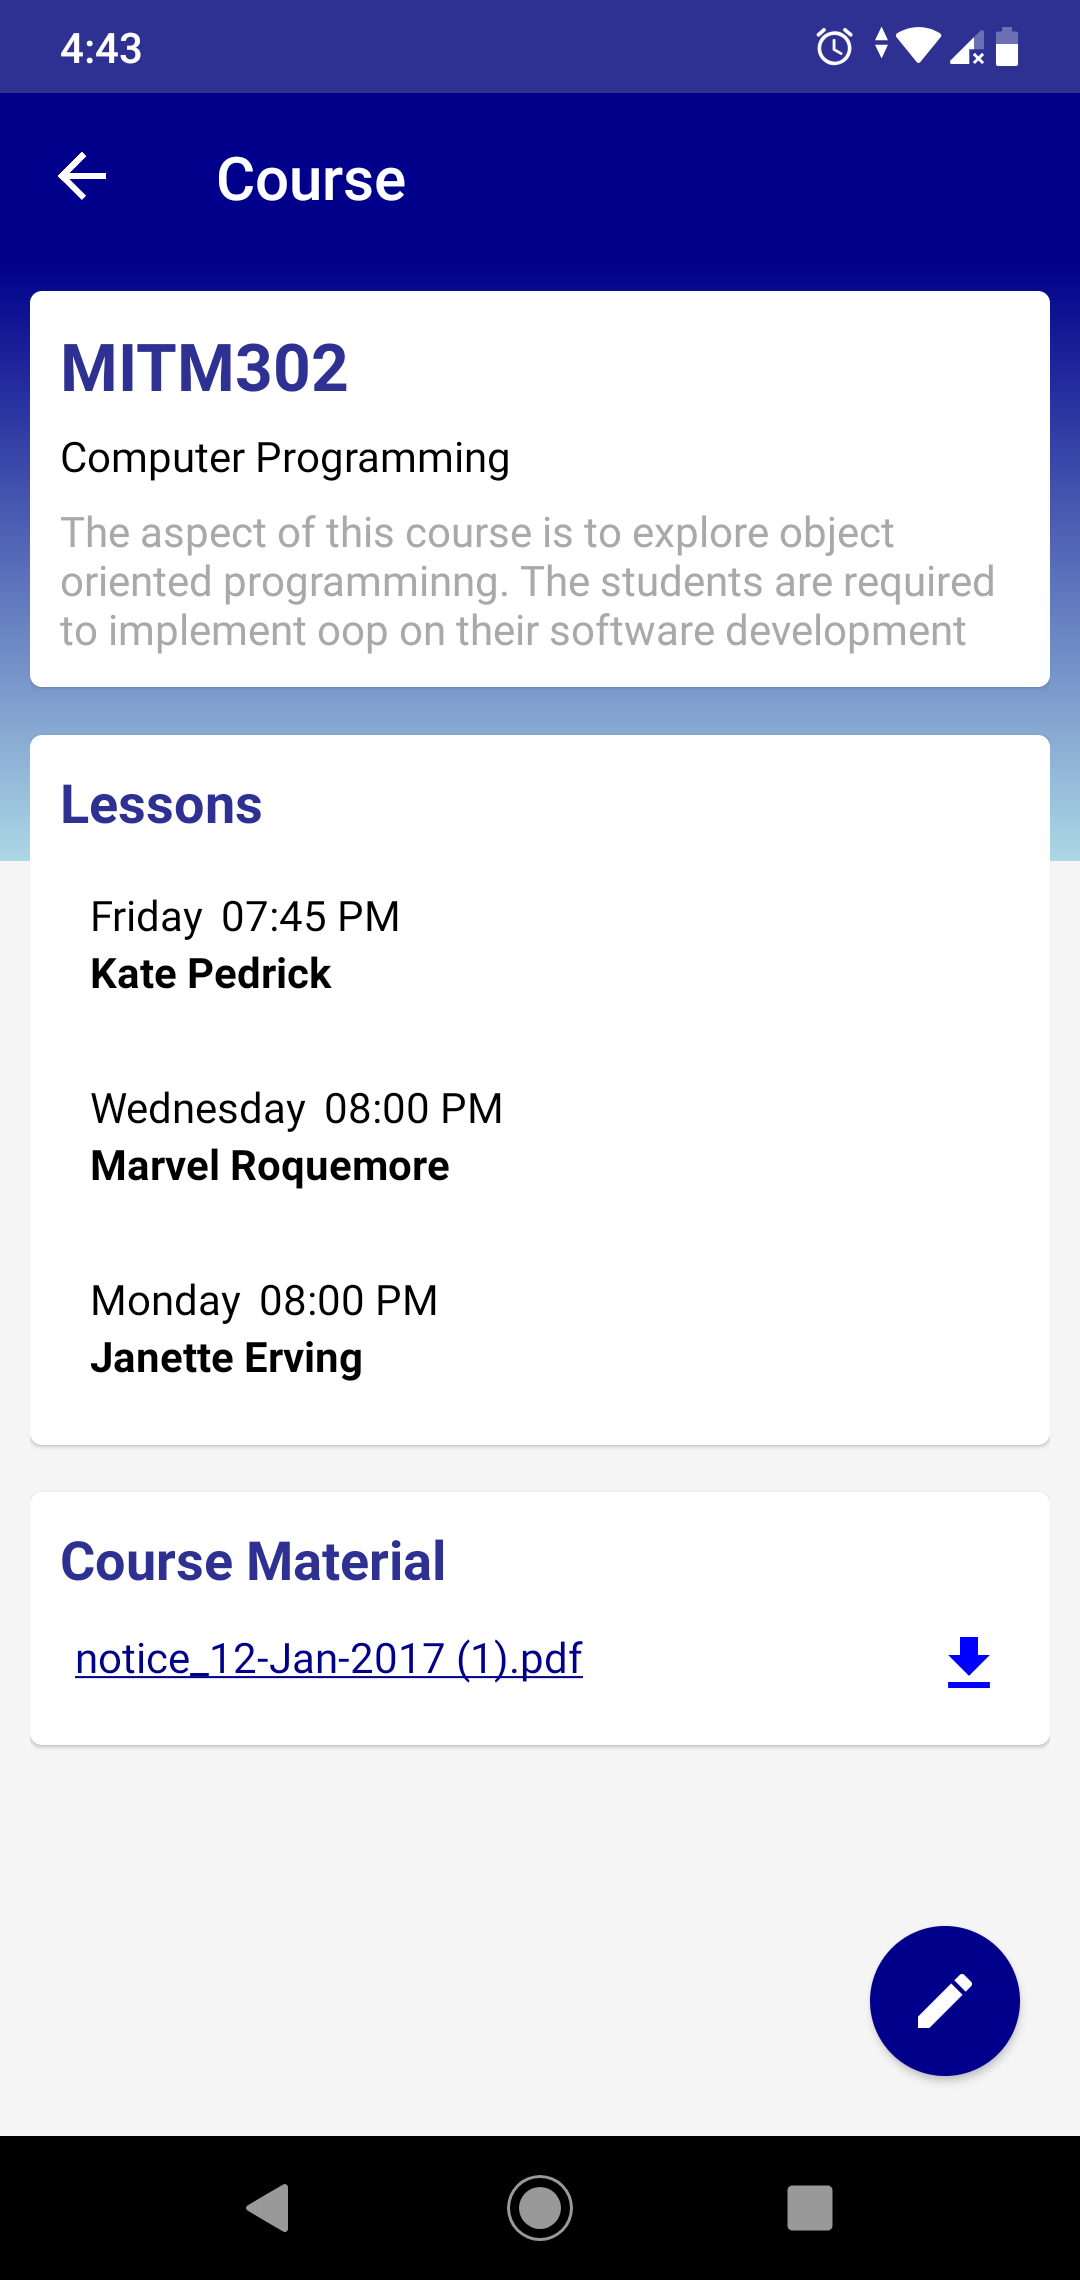 4:43
Course
MITM302
Computer Programming
The aspect of this course is to explore object
oriented programminng. The students are required
to implement oop on their software development
Lessons
Friday 07:45 PM
Kate Pedrick
Wednesday 08:00 PM
Marvel Roquemore
Monday 08:00 PM
Janette Erving
Course Material
notice_12-Jan-2017 (1).pdf